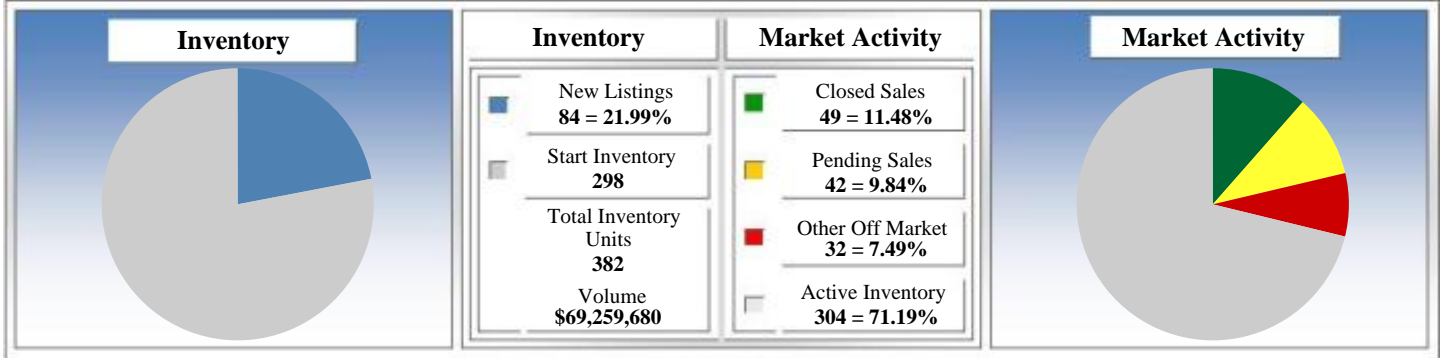 Inventory
Inventory
Market Activity
Market Activity
New Listings
84 = 21.99%
Start Inventory
298
Total Inventory
Units
382
Volume
$69,259,680
Closed Sales
49 = 11.48%
Pending Sales
42 = 9.84%
Other Off Market
32 = 7.49%
Active Inventory
304 = 71.19%